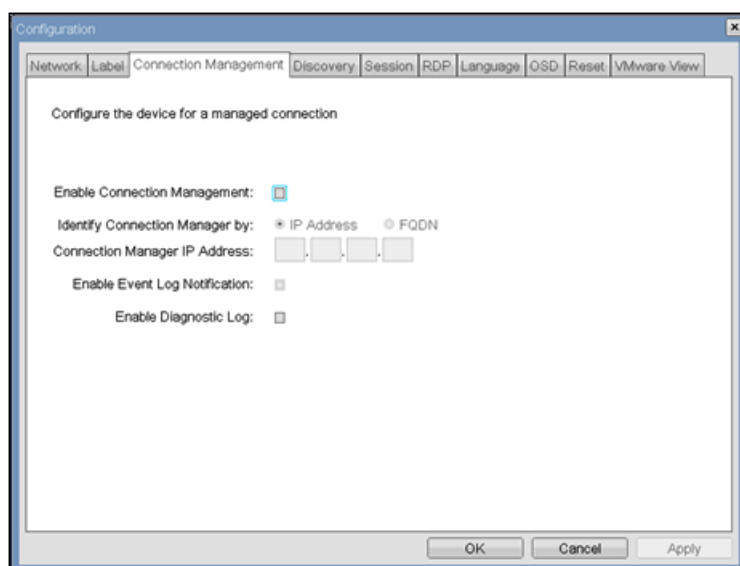 Configuration
Network Label Connection Management Discovery Session RDP Language OSD Reset VMware View
Configure the device for a managed connection
Enable Connection Management:
Identify Connection Manager by: IP Address FQDN
Connection Manager IP Address: . . .
Enable Event Log Notification:
Enable Diagnostic Log:
OK Cancel Apply